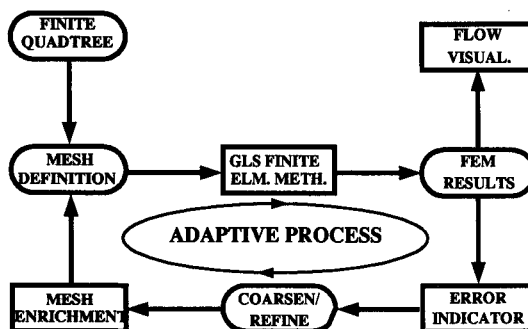 FINITE
QUADTREE
FLOW
VISUAL.
MESH
DEFINITION
GLS FINITE
ELM. METH.
FEM
RESULTS
ADAPTIVE PROCESS
MESH
ENRICHMENT
COARSEN/
REFINE
ERROR
INDICATOR